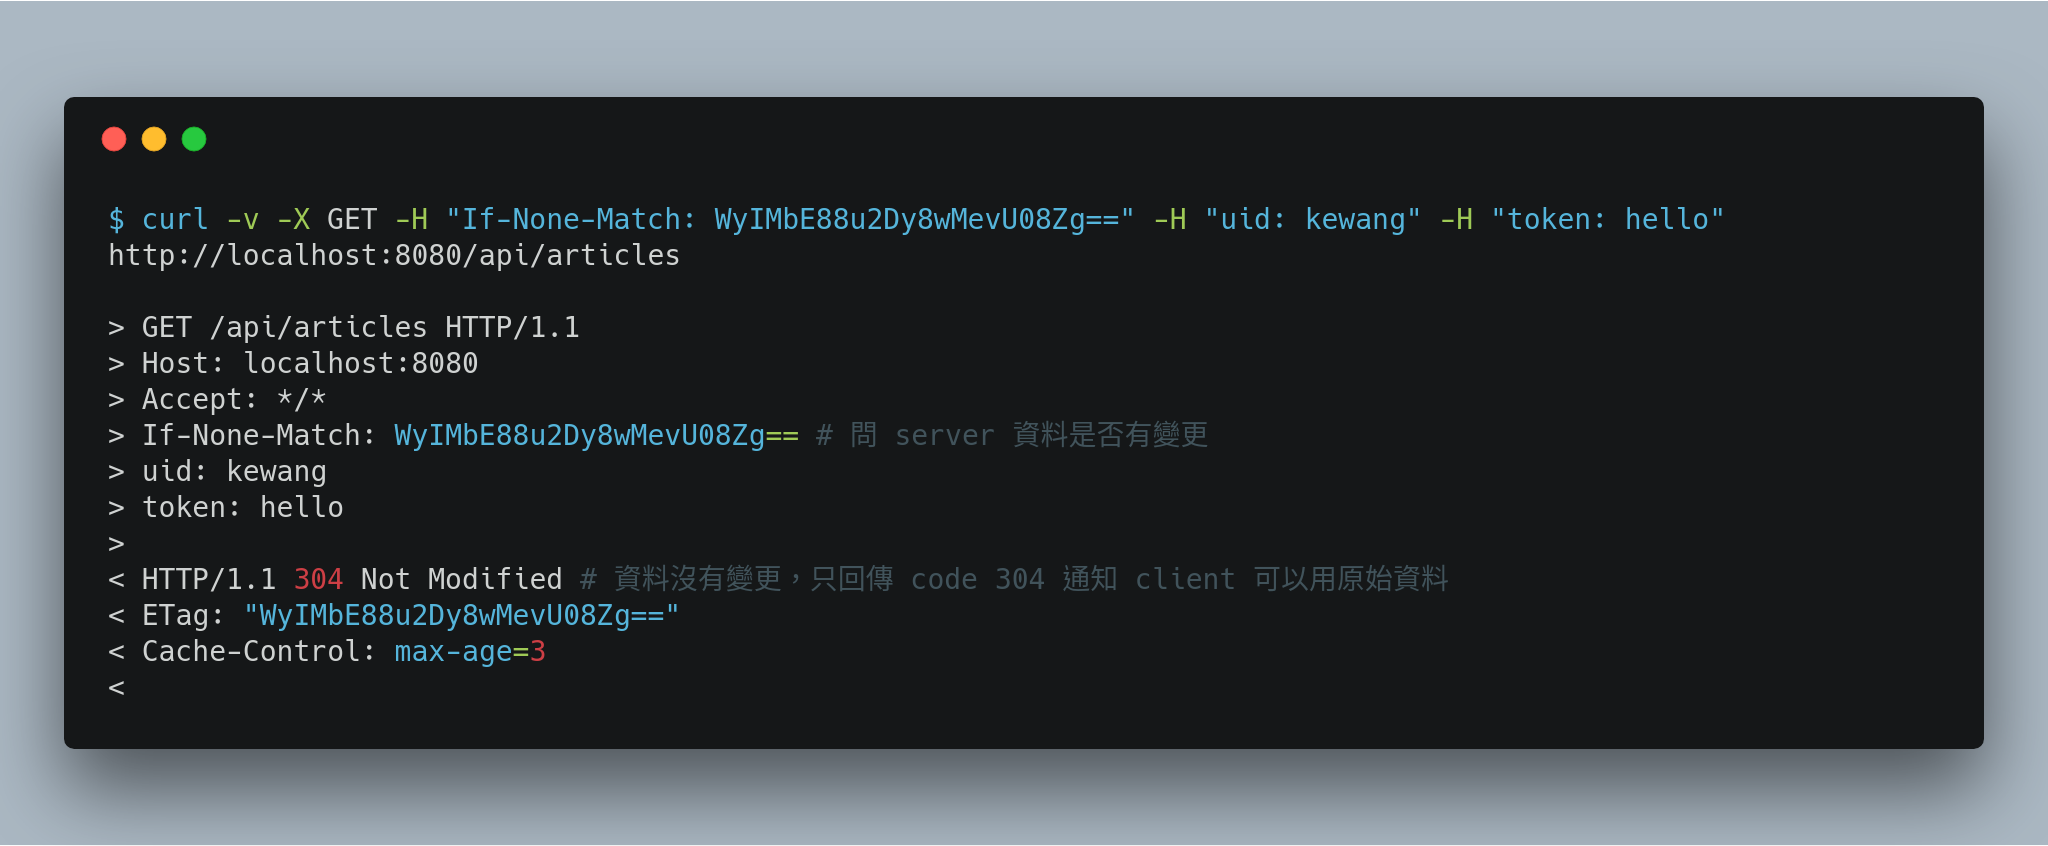 $ curl -v -X GET -H "If-None-Match: WyIMbE88u2Dy8wMevU08Zg==" -H "uid: kewang" -H "token: hello"
http://localhost:8080/api/articles
> GET /api/articles HTTP/1.1
> Host: localhost:8080
> Accept: */*
> If-None-Match: WyIMbE88u2Dy8wMevU08Zg== # 問 server 資料是否有變更
> uid: kewang
> token: hello
>
< HTTP/1.1 304 Not Modified # 資料沒有變更，只回傳 code 304 通知 client 可以用原始資料
< ETag: "WyIMbE88u2Dy8wMevU08Zg=="
< Cache-Control: max-age=3
<